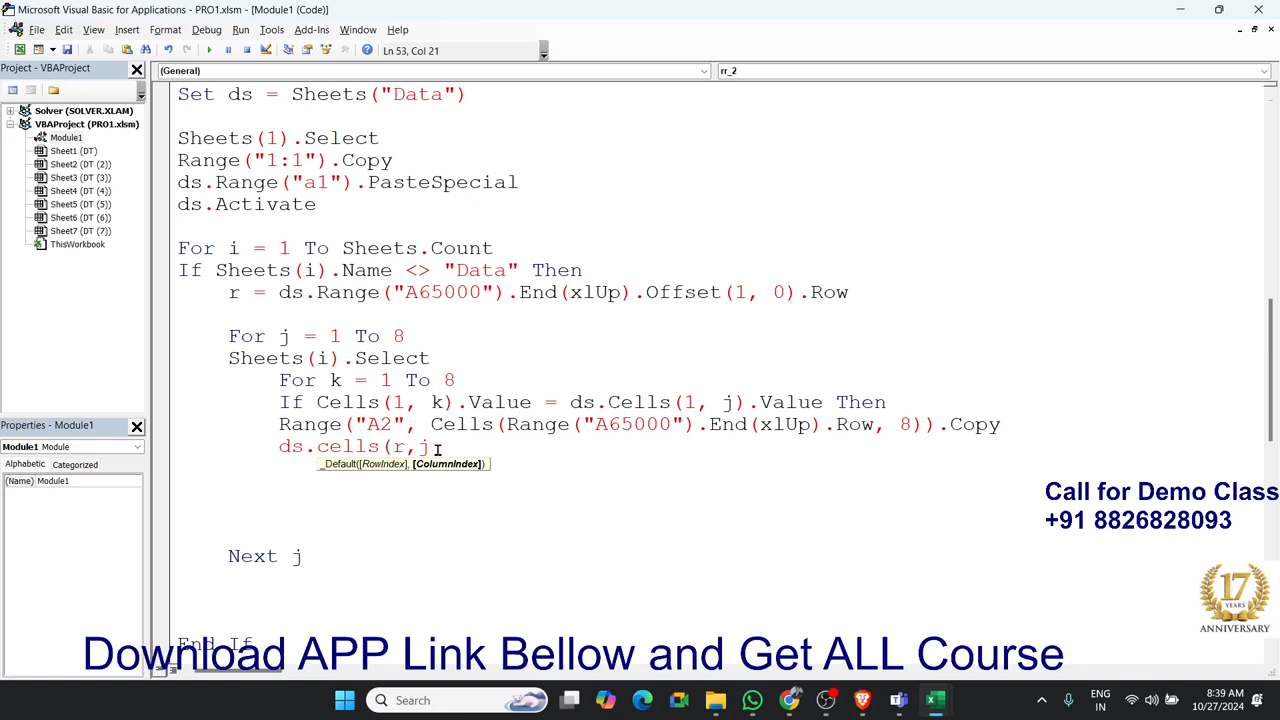 Microsoft Visual Basic for Applications - PRO1.xlsm - [Module1 (Code)]
File Edit View Insert Format Debug Run Tools Add-Ins Window Help
Ln 53, Col 21
Project - VBAProject
(General)
rr_2
Solver (SOLVER.XLAM)
VBAProject (PRO1.xlsm)
Module1
Sheet1 (DT)
Sheet2 (DT (2))
Sheet3 (DT (3))
Sheet4 (DT (4))
Sheet5 (DT (5))
Sheet6 (DT (6))
Sheet7 (DT (7))
ThisWorkbook
Properties - Module1
Module1 Module
Alphabetic Categorized
(Name) Module1
Set ds = Sheets("Data")
Sheets(1).Select
Range("1:1").Copy
ds.Range("a1").PasteSpecial
ds.Activate
For i = 1 To Sheets.Count
If Sheets(i).Name <> "Data" Then
r = ds.Range("A65000").End(xlUp).Offset(1, 0).Row
For j = 1 To 8
Sheets(i).Select
For k = 1 To 8
If Cells(1, k).Value = ds.Cells(1, j).Value Then
Range("A2", Cells(Range("A65000").End(xlUp).Row, 8)).Copy
ds.cells(r,j
_Default([RowIndex], [ColumnIndex])
Next j
End If
Call for Demo Class
+91 8826828093
17
YEARS
ANNIVERSARY
Download APP Link Bellow and Get ALL Course
Search
ENG
IN
8:39 AM
10/27/2024